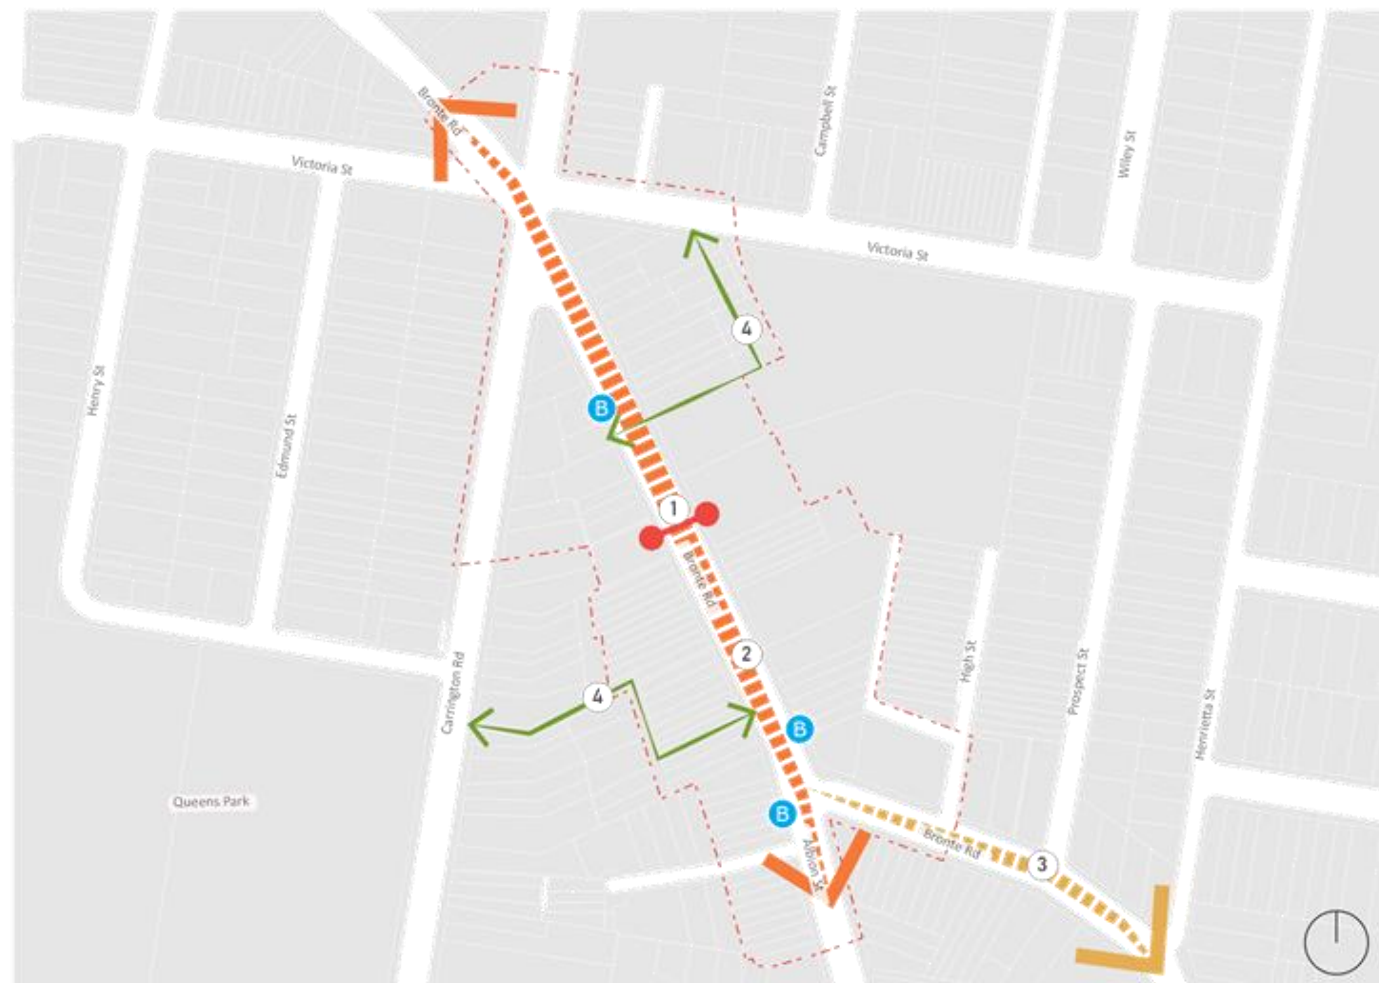 Bronte Rd
Campbell St
Wiley St
Victoria St
Victoria St
4
Henry St
B
Edmund St
1
Bronte Rd
2
High St
Prospect St
Carrington Rd
4
Henrietta St
B
Queens Park
B
Bronte Rd
3
Albion St